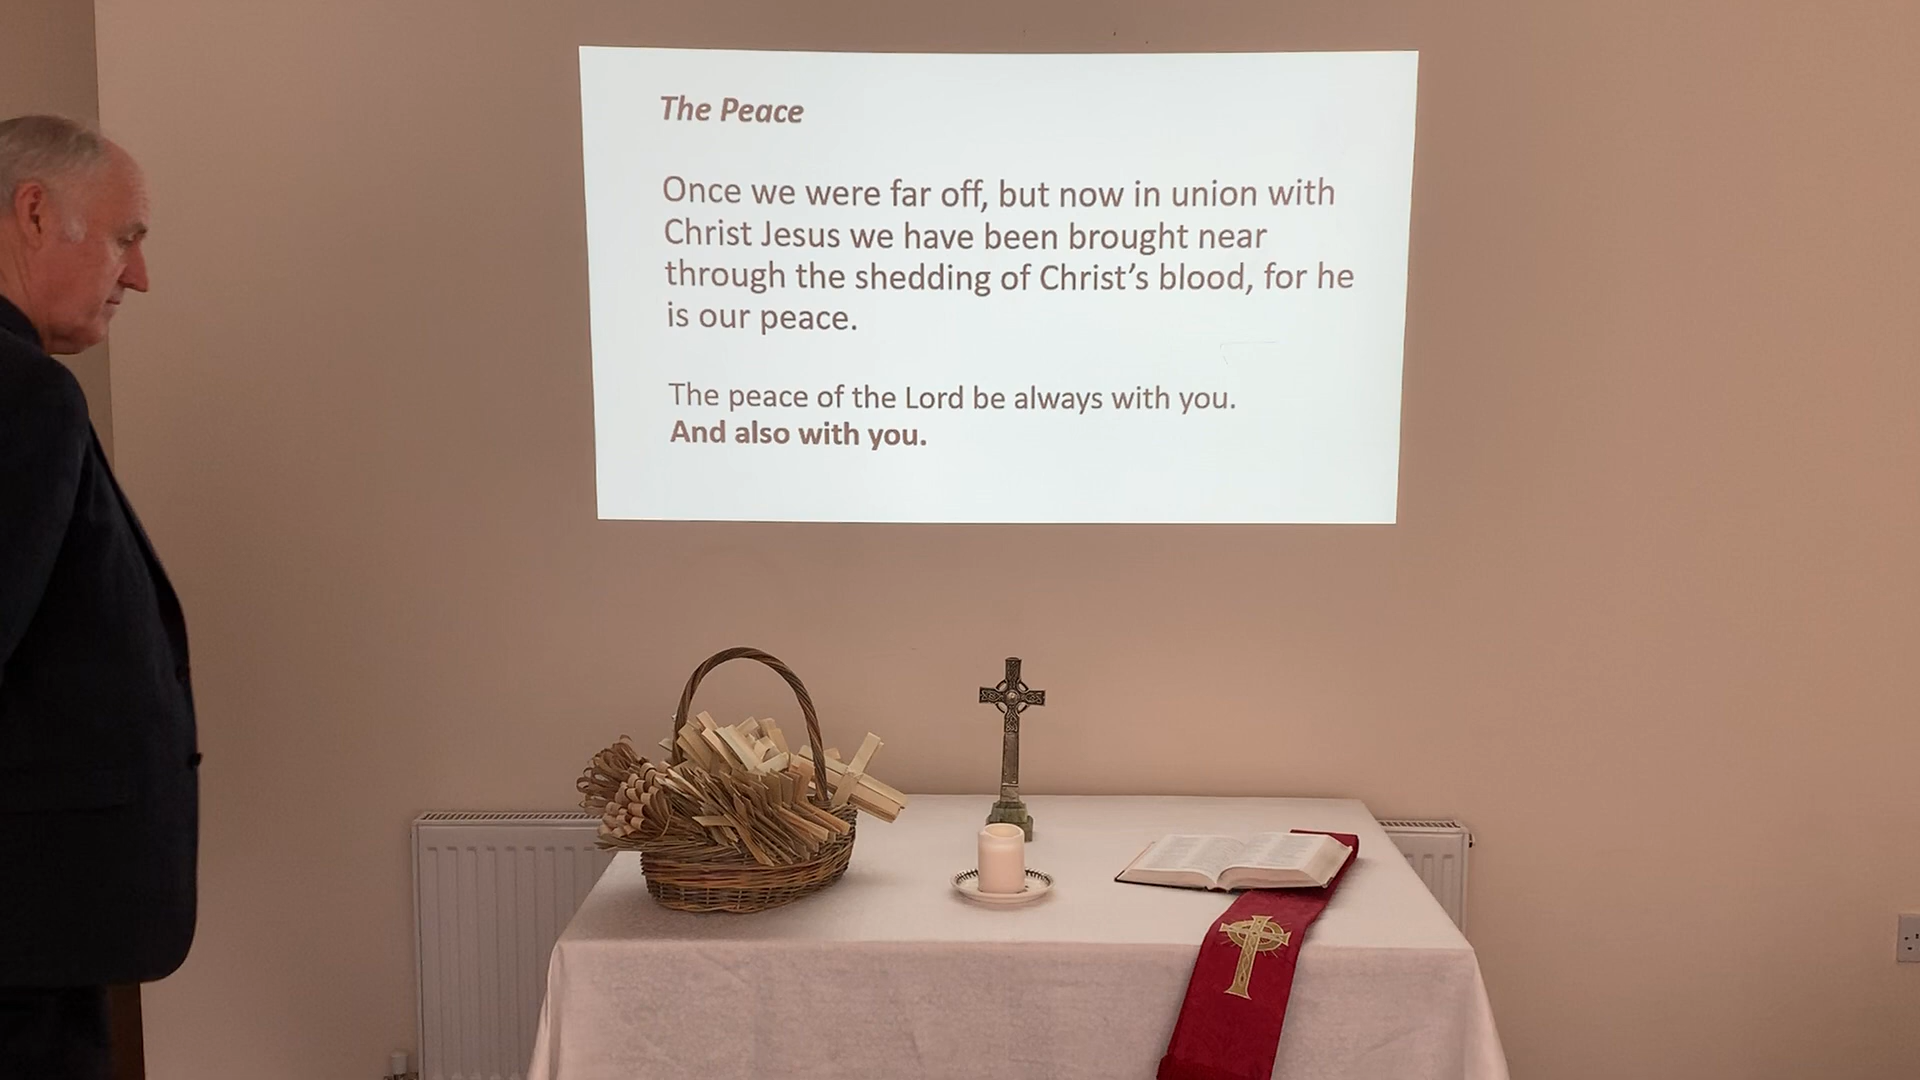 The Peace
Once we were far off, but now in union with
Christ Jesus we have been brought near
through the shedding of Christ’s blood, for he
is our peace.
The peace of the Lord be always with you.
And also with you.